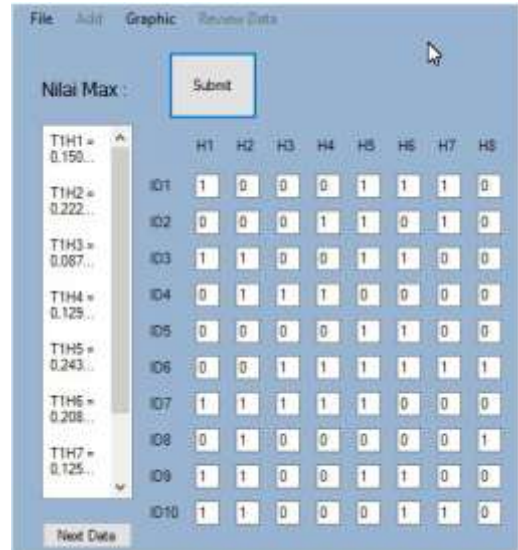 File Add Graphic Review Data
Nilai Max :
Submit
T1H1 =
0.150...
T1H2 =
0.222...
T1H3 =
0.087...
T1H4 =
0.129...
T1H5 =
0.243...
T1H6 =
0.208...
T1H7 =
0.125...
H1 H2 H3 H4 H5 H6 H7 H8
ID1 1 0 0 0 1 1 1 0
ID2 0 0 0 1 1 0 1 0
ID3 1 1 0 0 1 1 0 0
ID4 0 1 1 1 0 0 0 0
ID5 0 0 0 0 1 1 0 0
ID6 0 0 1 1 1 1 1 1
ID7 1 1 1 1 1 0 0 0
ID8 0 1 0 0 0 0 0 1
ID9 1 1 0 0 1 1 0 0
ID10 1 1 0 0 0 1 1 0
Next Data